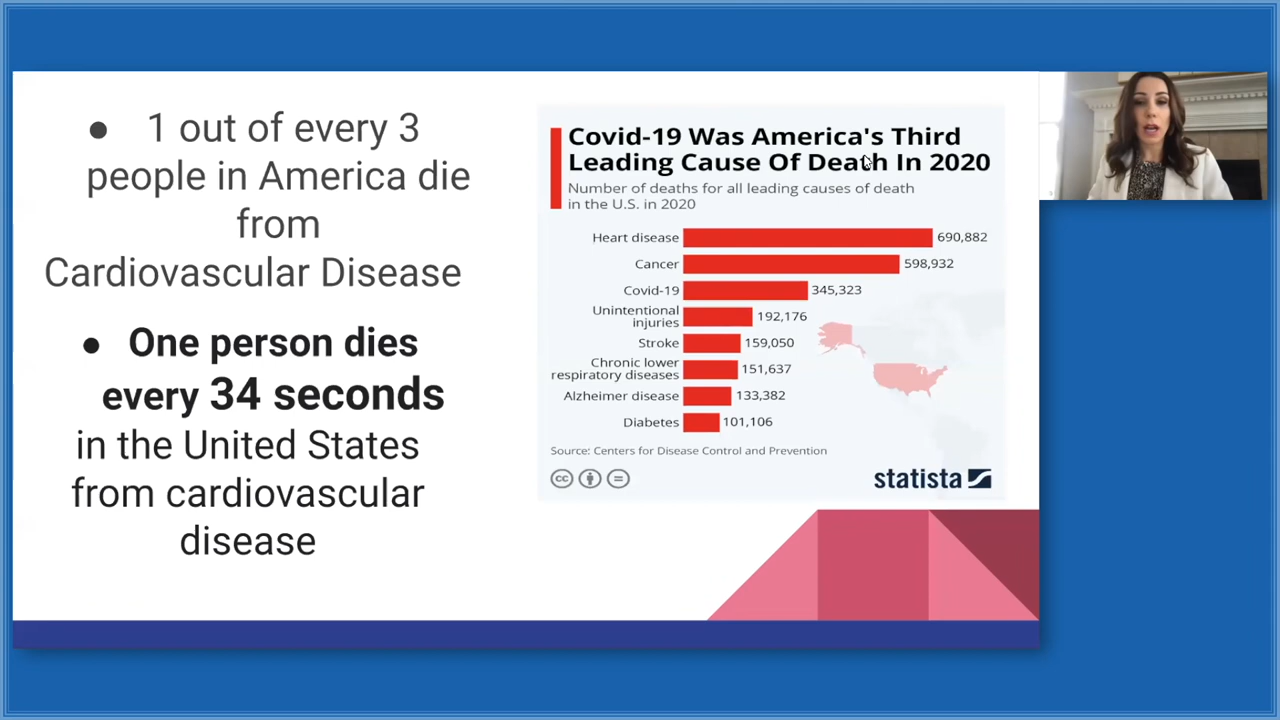 ● 1 out of every 3
people in America die
from
Cardiovascular Disease
● One person dies
every 34 seconds
in the United States
from cardiovascular
disease
Covid-19 Was America's Third
Leading Cause Of Death In 2020
Number of deaths for all leading causes of death
in the U.S. in 2020
Heart disease 690,882
Cancer 598,932
Covid-19 345,323
Unintentional
injuries 192,176
Stroke 159,050
Chronic lower
respiratory diseases 151,637
Alzheimer disease 133,382
Diabetes 101,106
Source: Centers for Disease Control and Prevention
cc
statista